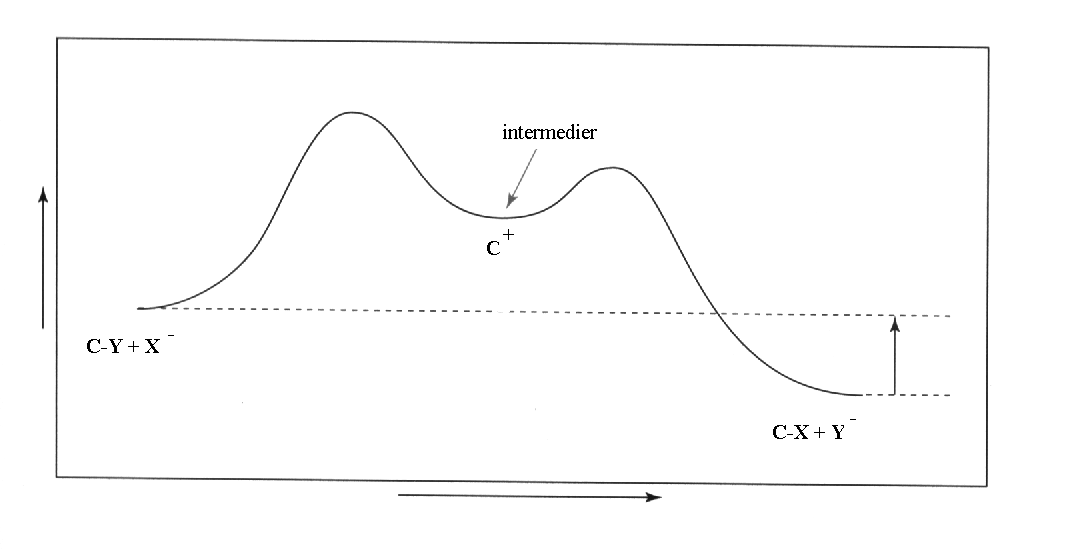 intermedier
C⁺
C-Y + X⁻
C-X + Y⁻